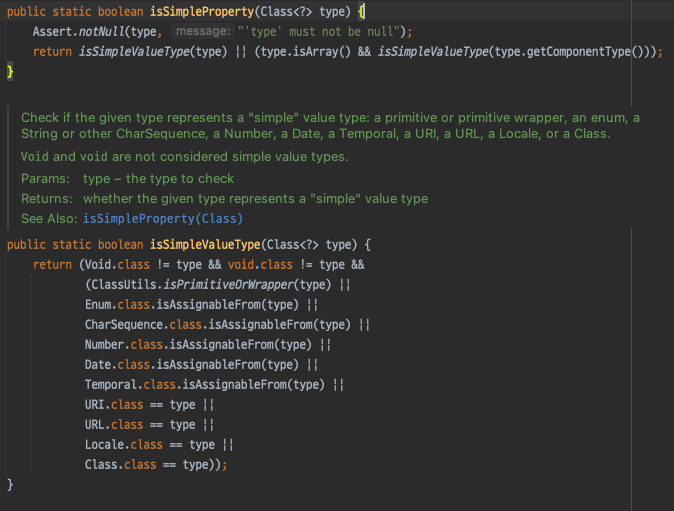 public static boolean isSimpleProperty(Class<?> type) {
Assert.notNull(type, message: "'type' must not be null");
return isSimpleValueType(type) || (type.isArray() && isSimpleValueType(type.getComponentType()));
}
Check if the given type represents a "simple" value type: a primitive or primitive wrapper, an enum, a
String or other CharSequence, a Number, a Date, a Temporal, a URI, a URL, a Locale, or a Class.
Void and void are not considered simple value types.
Params: type – the type to check
Returns: whether the given type represents a "simple" value type
See Also: isSimpleProperty(Class)
public static boolean isSimpleValueType(Class<?> type) {
return (Void.class != type && void.class != type &&
(ClassUtils.isPrimitiveOrWrapper(type) ||
Enum.class.isAssignableFrom(type) ||
CharSequence.class.isAssignableFrom(type) ||
Number.class.isAssignableFrom(type) ||
Date.class.isAssignableFrom(type) ||
Temporal.class.isAssignableFrom(type) ||
URI.class == type ||
URL.class == type ||
Locale.class == type ||
Class.class == type));
}